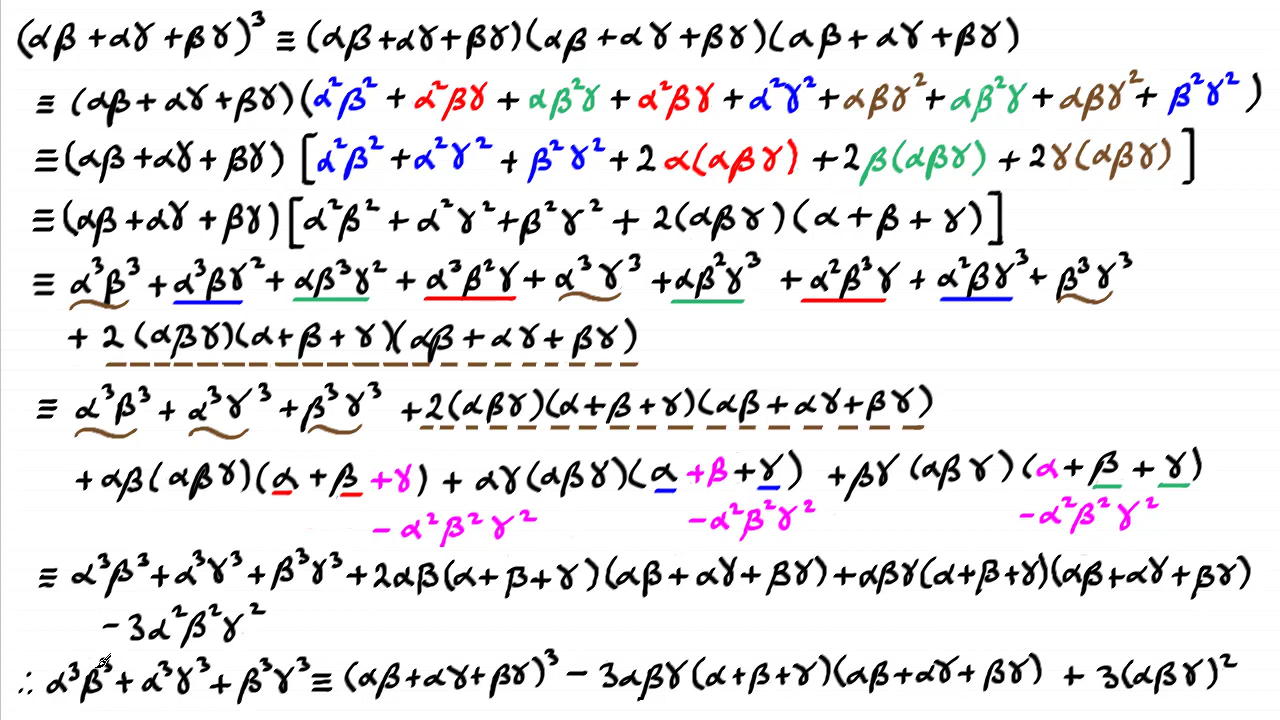 (αβ + αγ + βγ)³ ≡ (αβ + αγ + βγ)(αβ + αγ + βγ)(αβ + αγ + βγ)
≡ (αβ + αγ + βγ)(α²β² + α²βγ + αβ²γ + α²βγ + α²γ² + αβγ² + αβ²γ + αβγ² + β²γ²)
≡ (αβ + αγ + βγ) [α²β² + α²γ² + β²γ² + 2α(αβγ) + 2β(αβγ) + 2γ(αβγ)]
≡ (αβ + αγ + βγ)[α²β² + α²γ² + β²γ² + 2(αβγ)(α + β + γ)]
≡ α³β³ + α³βγ² + αβ³γ² + α³β²γ + α³γ³ + αβ²γ³ + α²β³γ + α²βγ³ + β³γ³
+ 2(αβγ)(α + β + γ)(αβ + αγ + βγ)
≡ α³β³ + α³γ³ + β³γ³ + 2(αβγ)(α + β + γ)(αβ + αγ + βγ)
+ αβ(αβγ)(α + β + γ) + αγ(αβγ)(α + β + γ) + βγ(αβγ)(α + β + γ)
- α²β²γ² - α²β²γ² - α²β²γ²
≡ α³β³ + α³γ³ + β³γ³ + 2αβ(α + β + γ)(αβ + αγ + βγ) + αβγ(α + β + γ)(αβ + αγ + βγ)
- 3α²β²γ²
∴ α³β³ + α³γ³ + β³γ³ ≡ (αβ + αγ + βγ)³ - 3αβγ(α + β + γ)(αβ + αγ + βγ) + 3(αβγ)²